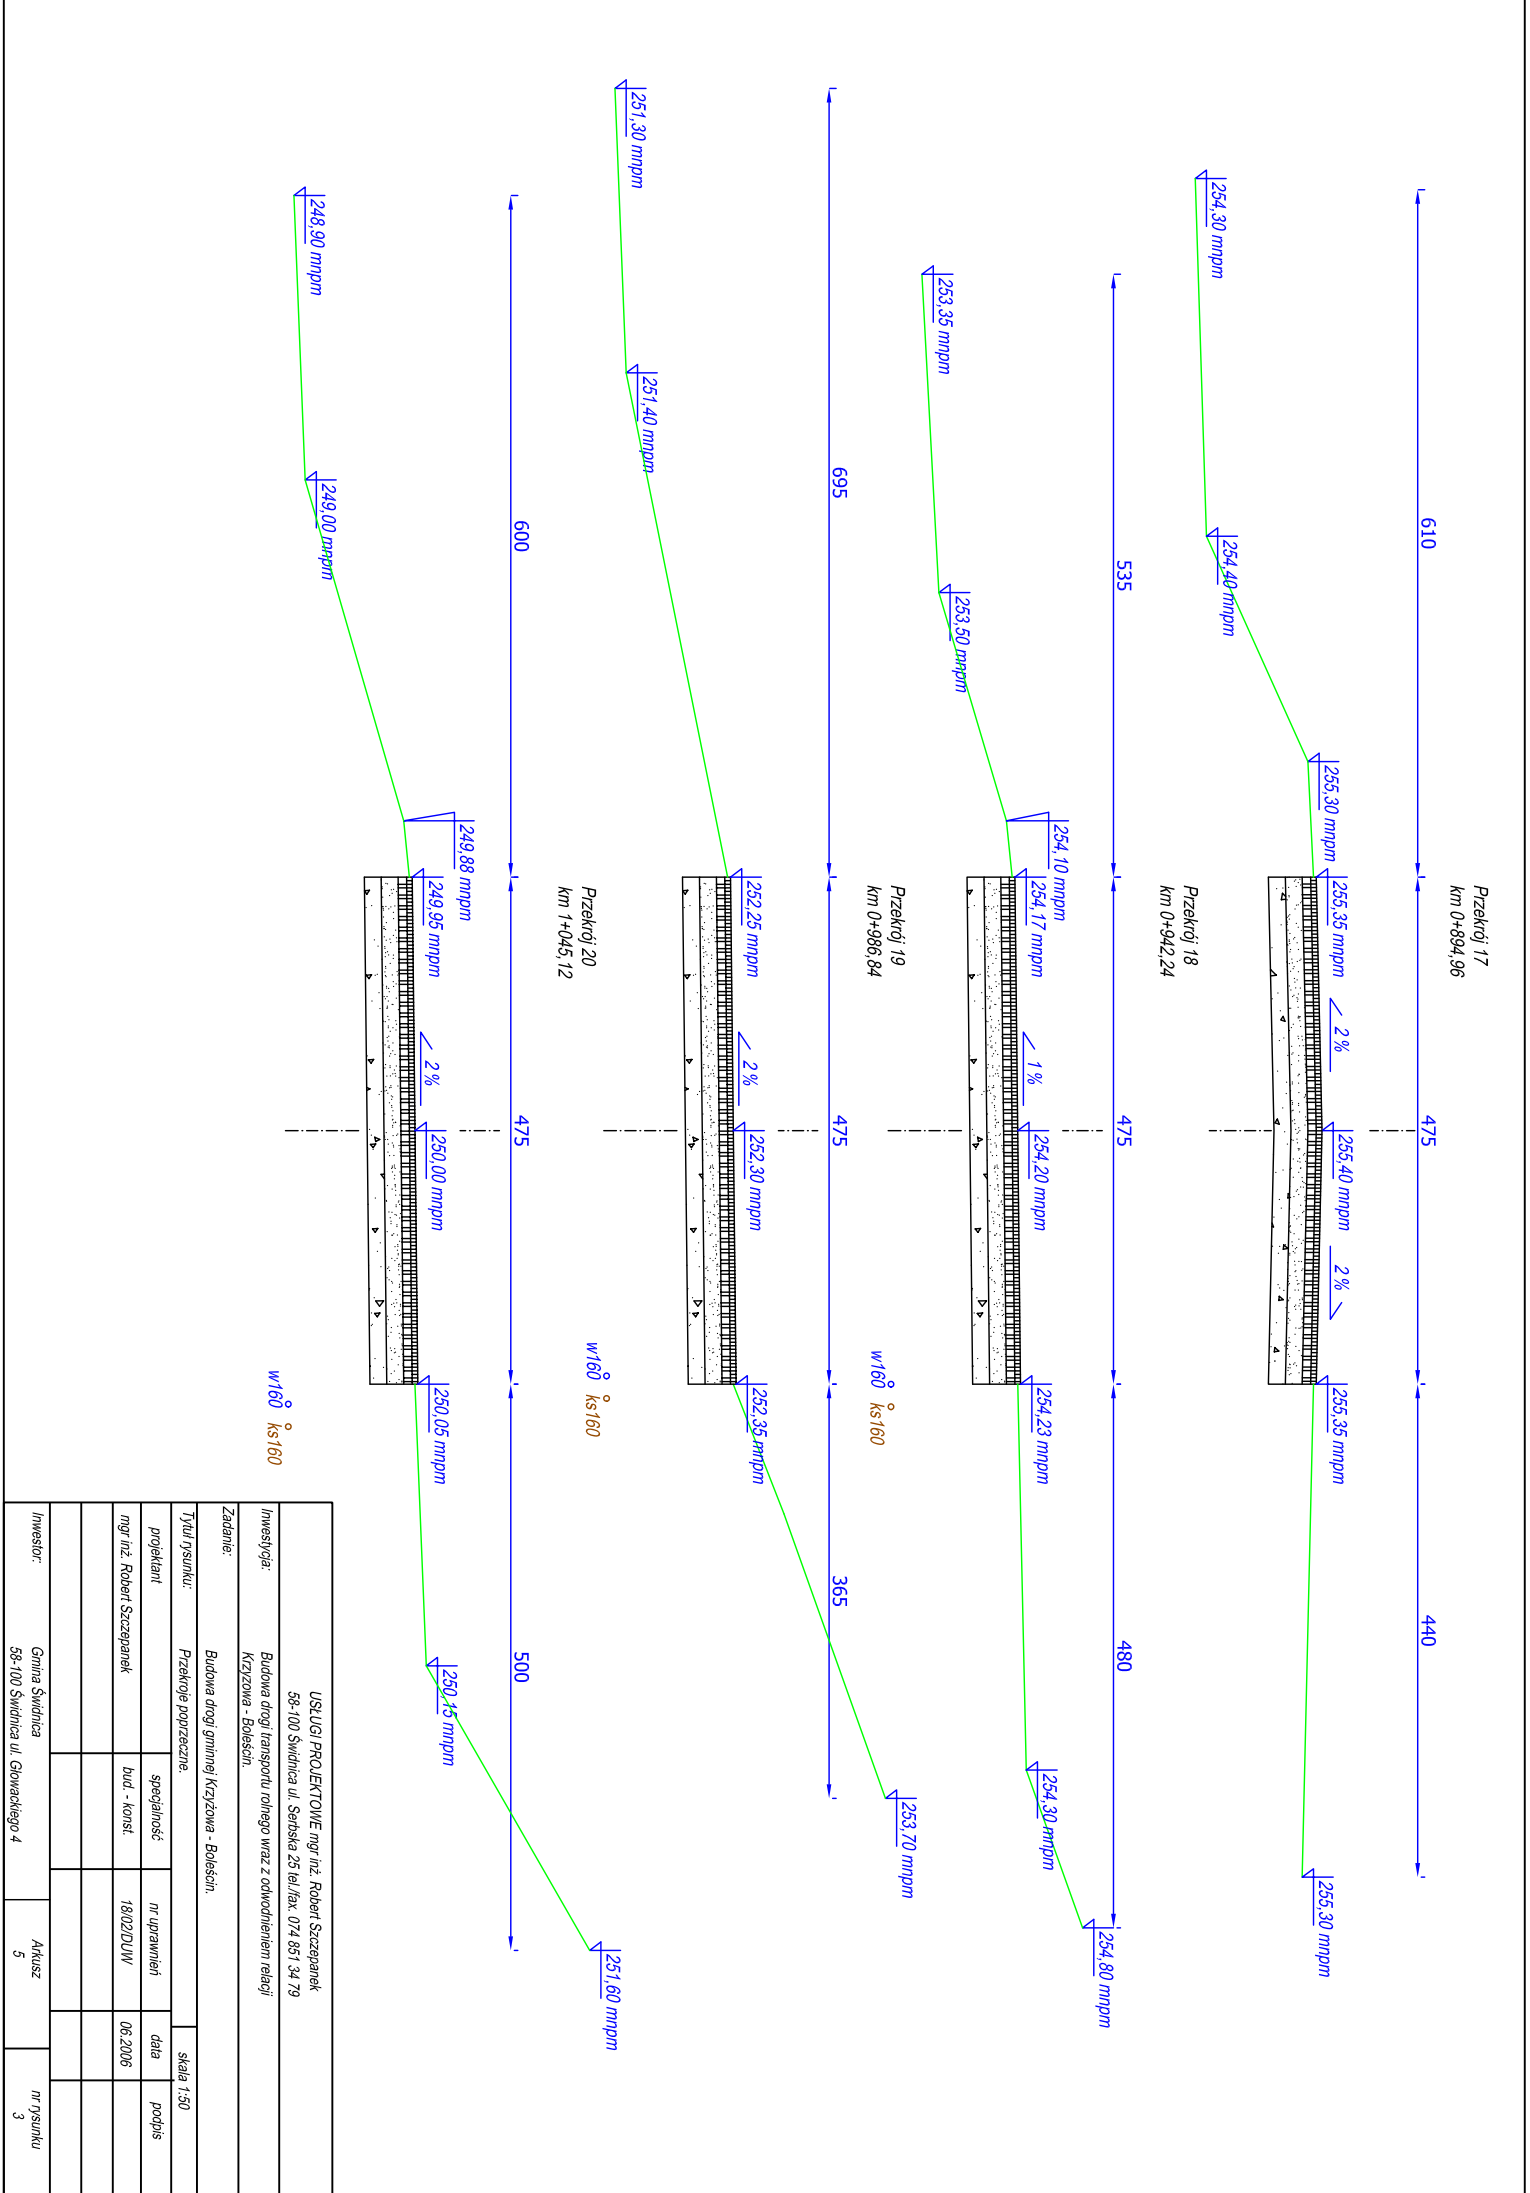 Przekrój 17
km 0+894,96
610
475
440
254,30 mnpm
254,40 mnpm
255,30 mnpm
255,35 mnpm
2%
255,40 mnpm
2%
255,35 mnpm
255,30 mnpm
Przekrój 18
km 0+942,24
535
475
480
253,35 mnpm
253,50 mnpm
254,10 mnpm
254,17 mnpm
1%
254,20 mnpm
254,23 mnpm
254,30 mnpm
254,80 mnpm
w160 ks160
Przekrój 19
km 0+986,84
695
475
365
251,30 mnpm
251,40 mnpm
252,25 mnpm
2%
252,30 mnpm
252,35 mnpm
253,70 mnpm
w160 ks160
Przekrój 20
km 1+045,12
600
475
500
248,90 mnpm
249,00 mnpm
249,88 mnpm
249,95 mnpm
2%
250,00 mnpm
250,05 mnpm
250,15 mnpm
251,60 mnpm
w160 ks160
USŁUGI PROJEKTOWE mgr inż. Robert Szczepanek
58-100 Świdnica ul. Serbska 25 tel./fax. 074 851 34 79
Inwestycja: Budowa drogi transportu rolnego wraz z odwodnieniem relacji
Krzyzowa - Boleścin.
Zadanie: Budowa drogi gminnej Krzyżowa - Boleścin.
Tytuł rysunku: Przekroje poprzeczne. skala 1:50
projektant specjalność nr uprawnień data podpis
mgr inż. Robert Szczepanek bud. - konst. 18/02/DUW 06.2006
Inwestor: Gmina Świdnica Arkusz nr rysunku
58-100 Świdnica ul. Głowackiego 4 5 3